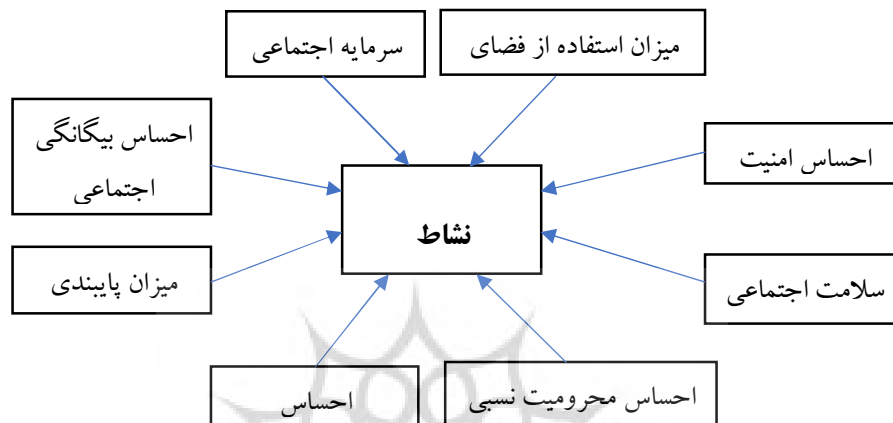 میزان استفاده از فضای
سرمایه اجتماعی
احساس بیگانگی
اجتماعی
احساس امنیت
نشاط
میزان پایبندی
سلامت اجتماعی
احساس محرومیت نسبی
احساس